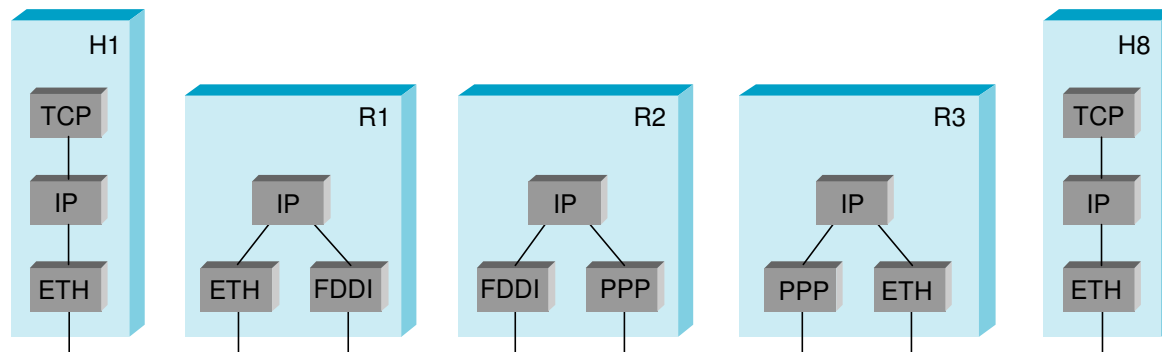 H1
TCP
IP
ETH
R1
IP
ETH FDDI
R2
IP
FDDI PPP
R3
IP
PPP ETH
H8
TCP
IP
ETH